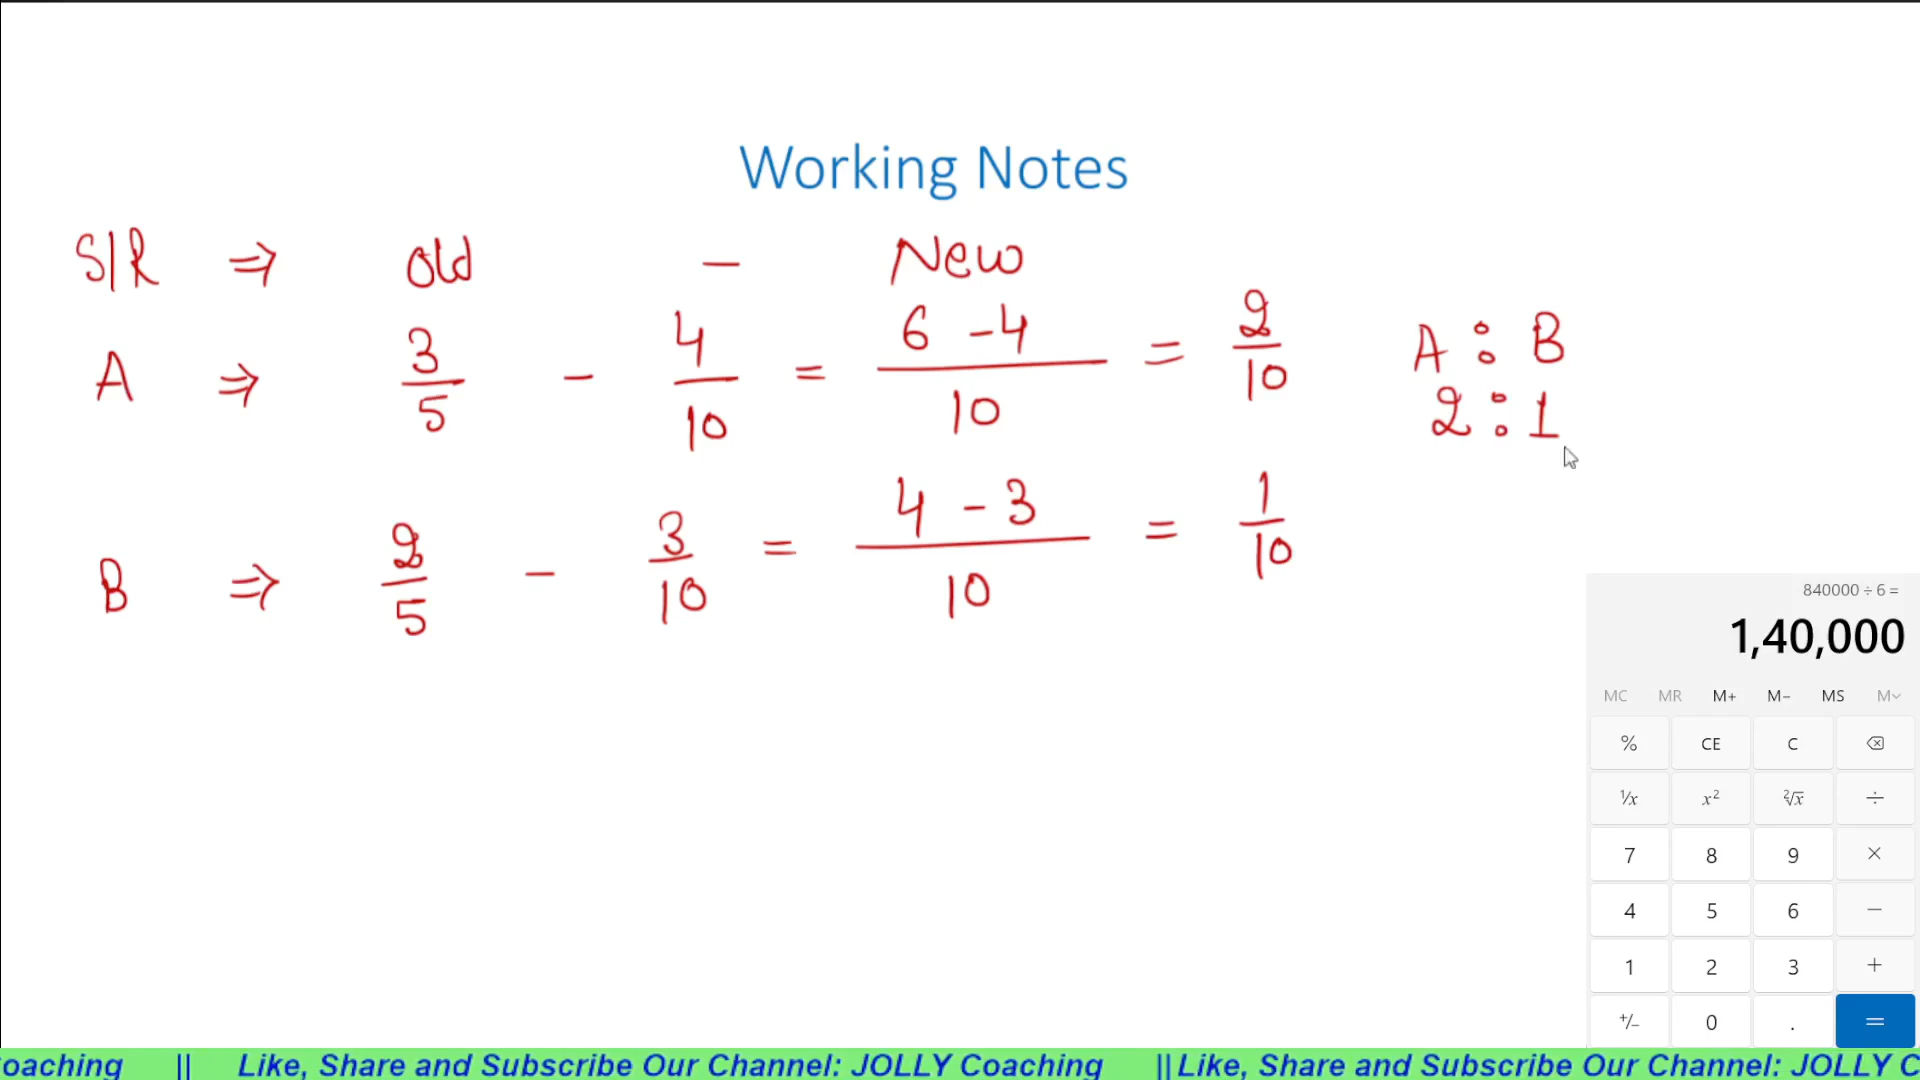 Working Notes
S/R ⇒ Old - New
A ⇒ 3/5 - 4/10 = 6 - 4/10 = 2/10
A : B
2 : 1
B ⇒ 2/5 - 3/10 = 4 - 3/10 = 1/10
840000 ÷ 6 =
1,40,000
MC MR M+ M- MS M˅
% CE C ⌫
¹/x x² ²√x ÷
7 8 9 ×
4 5 6 −
1 2 3 +
+/− 0 . =
oaching || Like, Share and Subscribe Our Channel: JOLLY Coaching || Like, Share and Subscribe Our Channel: JOLLY C